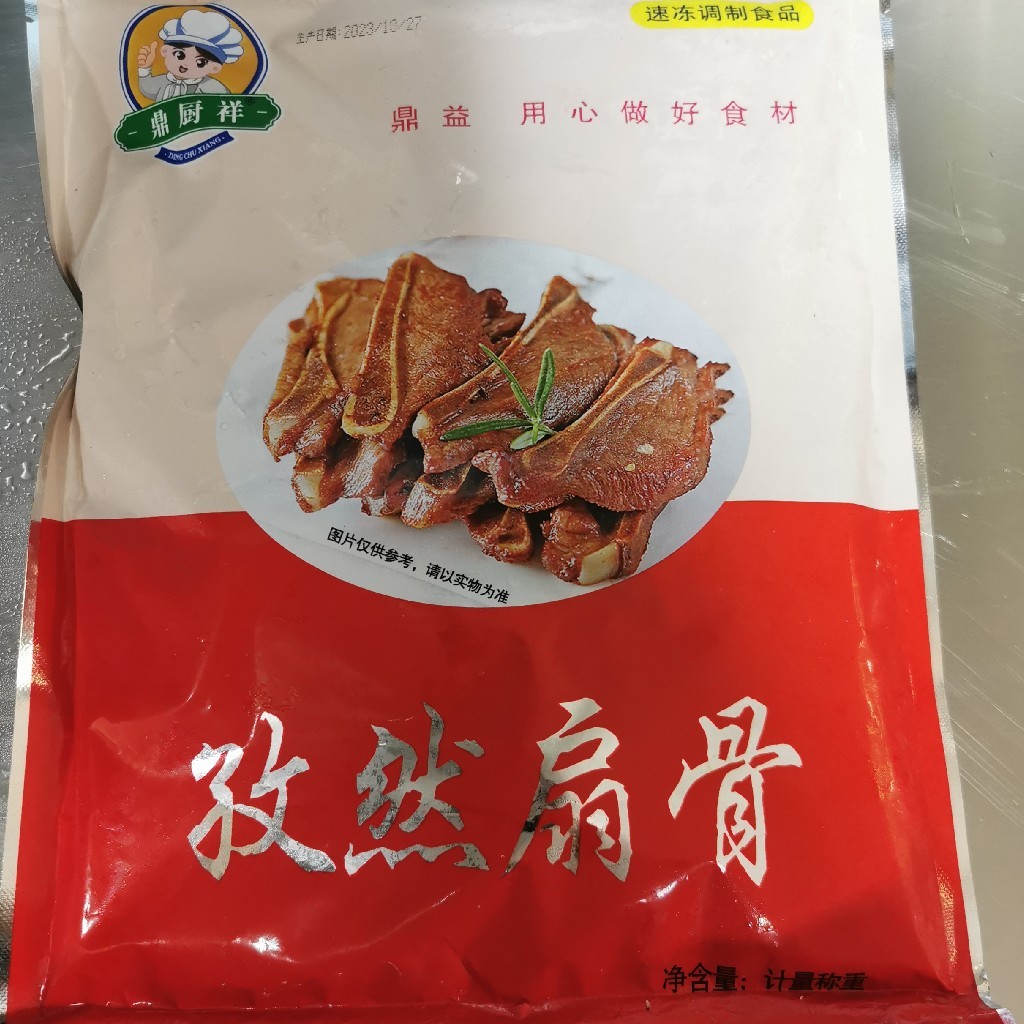 速冻调制食品
生产日期:2023/10/27
鼎厨祥
DING CHU XIANG
鼎益 用心做好食材
图片仅供参考，请以实物为准
孜然扇骨
净含量：计量称重